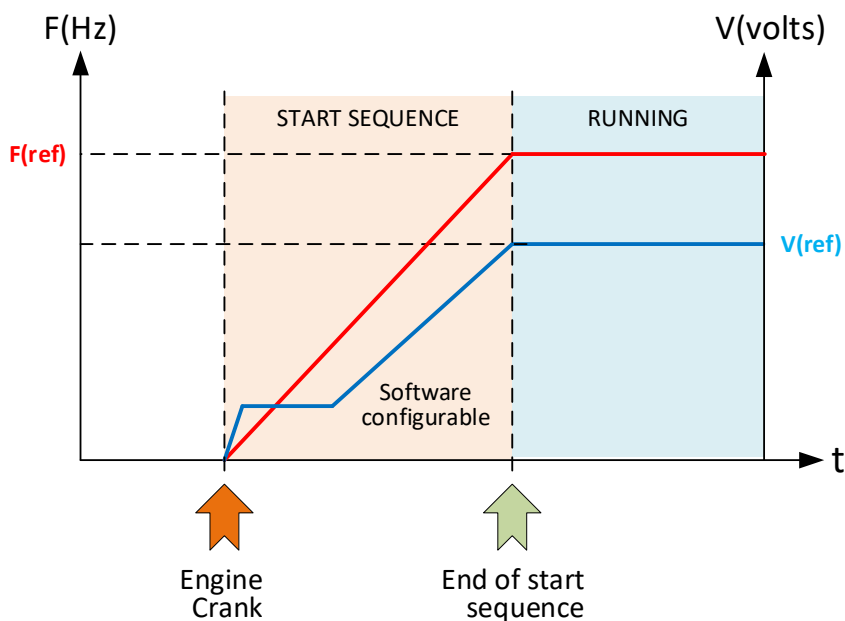 F(Hz)
V(volts)
START SEQUENCE
RUNNING
F(ref)
V(ref)
Software
configurable
t
Engine
Crank
End of start
sequence